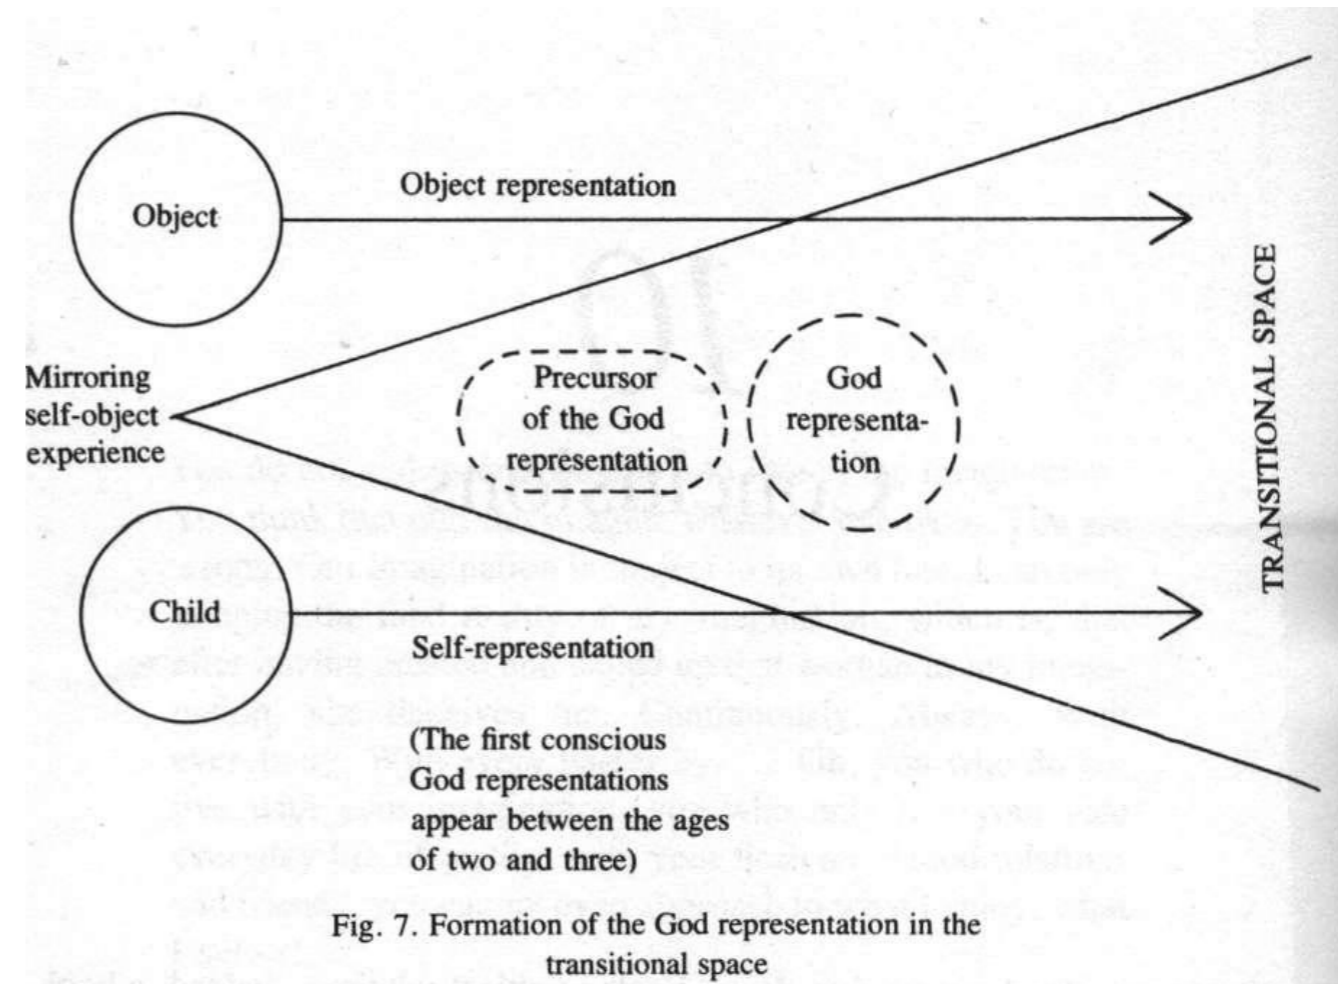 Object representation
Object
Mirroring
self-object
experience
Precursor
of the God
representation
God
representa-
tion
TRANSITIONAL SPACE
Child
Self-representation
(The first conscious
God representations
appear between the ages
of two and three)
Fig. 7. Formation of the God representation in the
transitional space